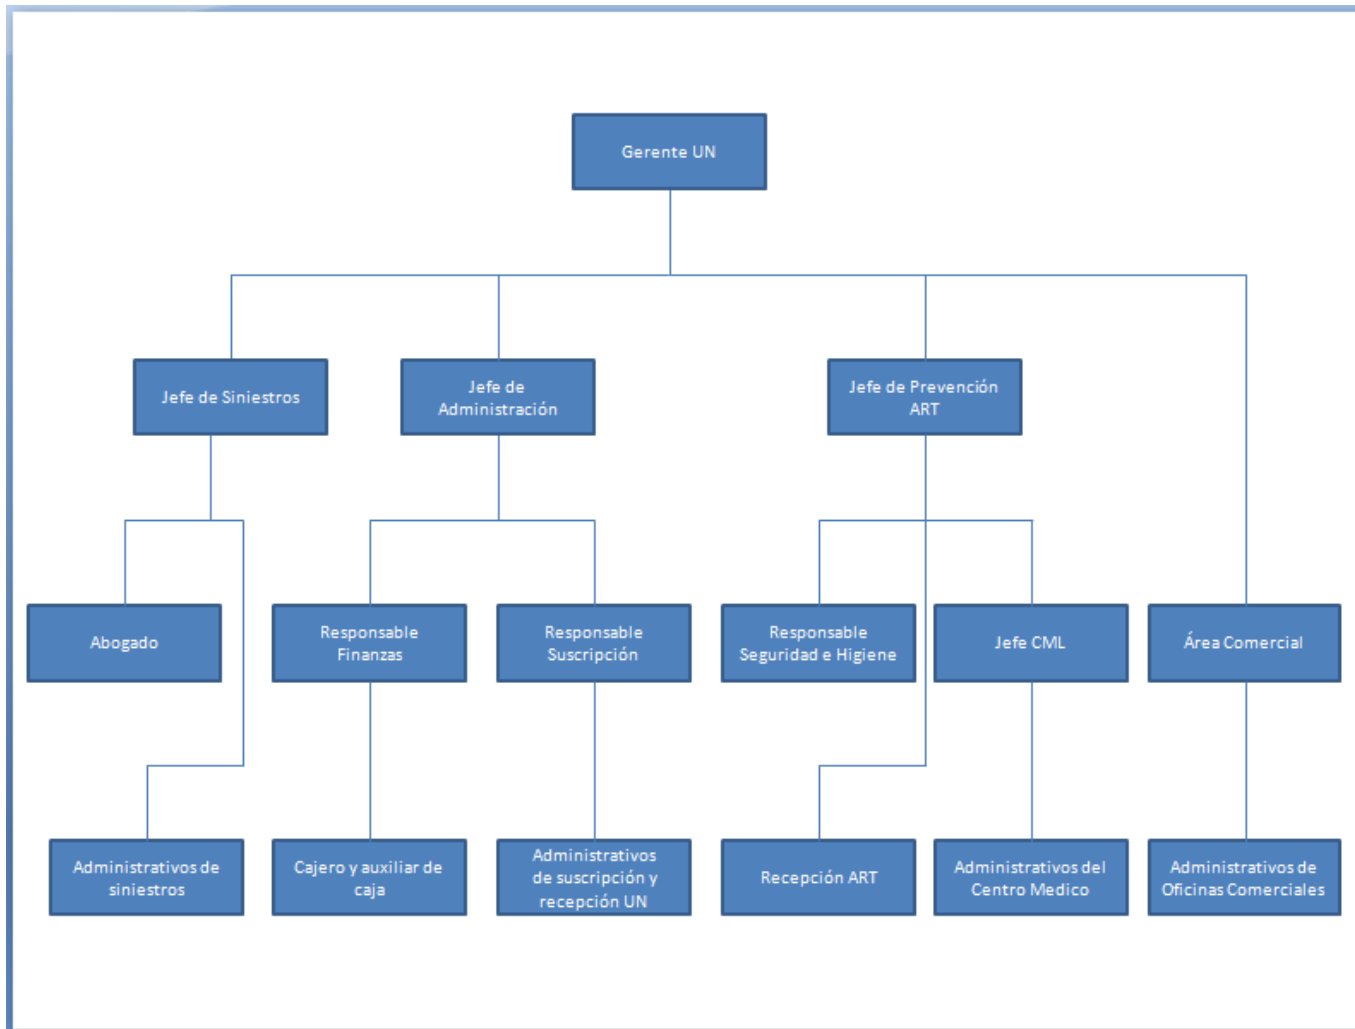 Gerente UN
Jefe de Siniestros
Jefe de
Administración
Jefe de Prevención
ART
Abogado
Responsable
Finanzas
Responsable
Suscripción
Responsable
Seguridad e Higiene
Jefe CML
Área Comercial
Administrativos de
siniestros
Cajero y auxiliar de
caja
Administrativos
de suscripción y
recepción UN
Recepción ART
Administrativos del
Centro Medico
Administrativos de
Oficinas Comerciales